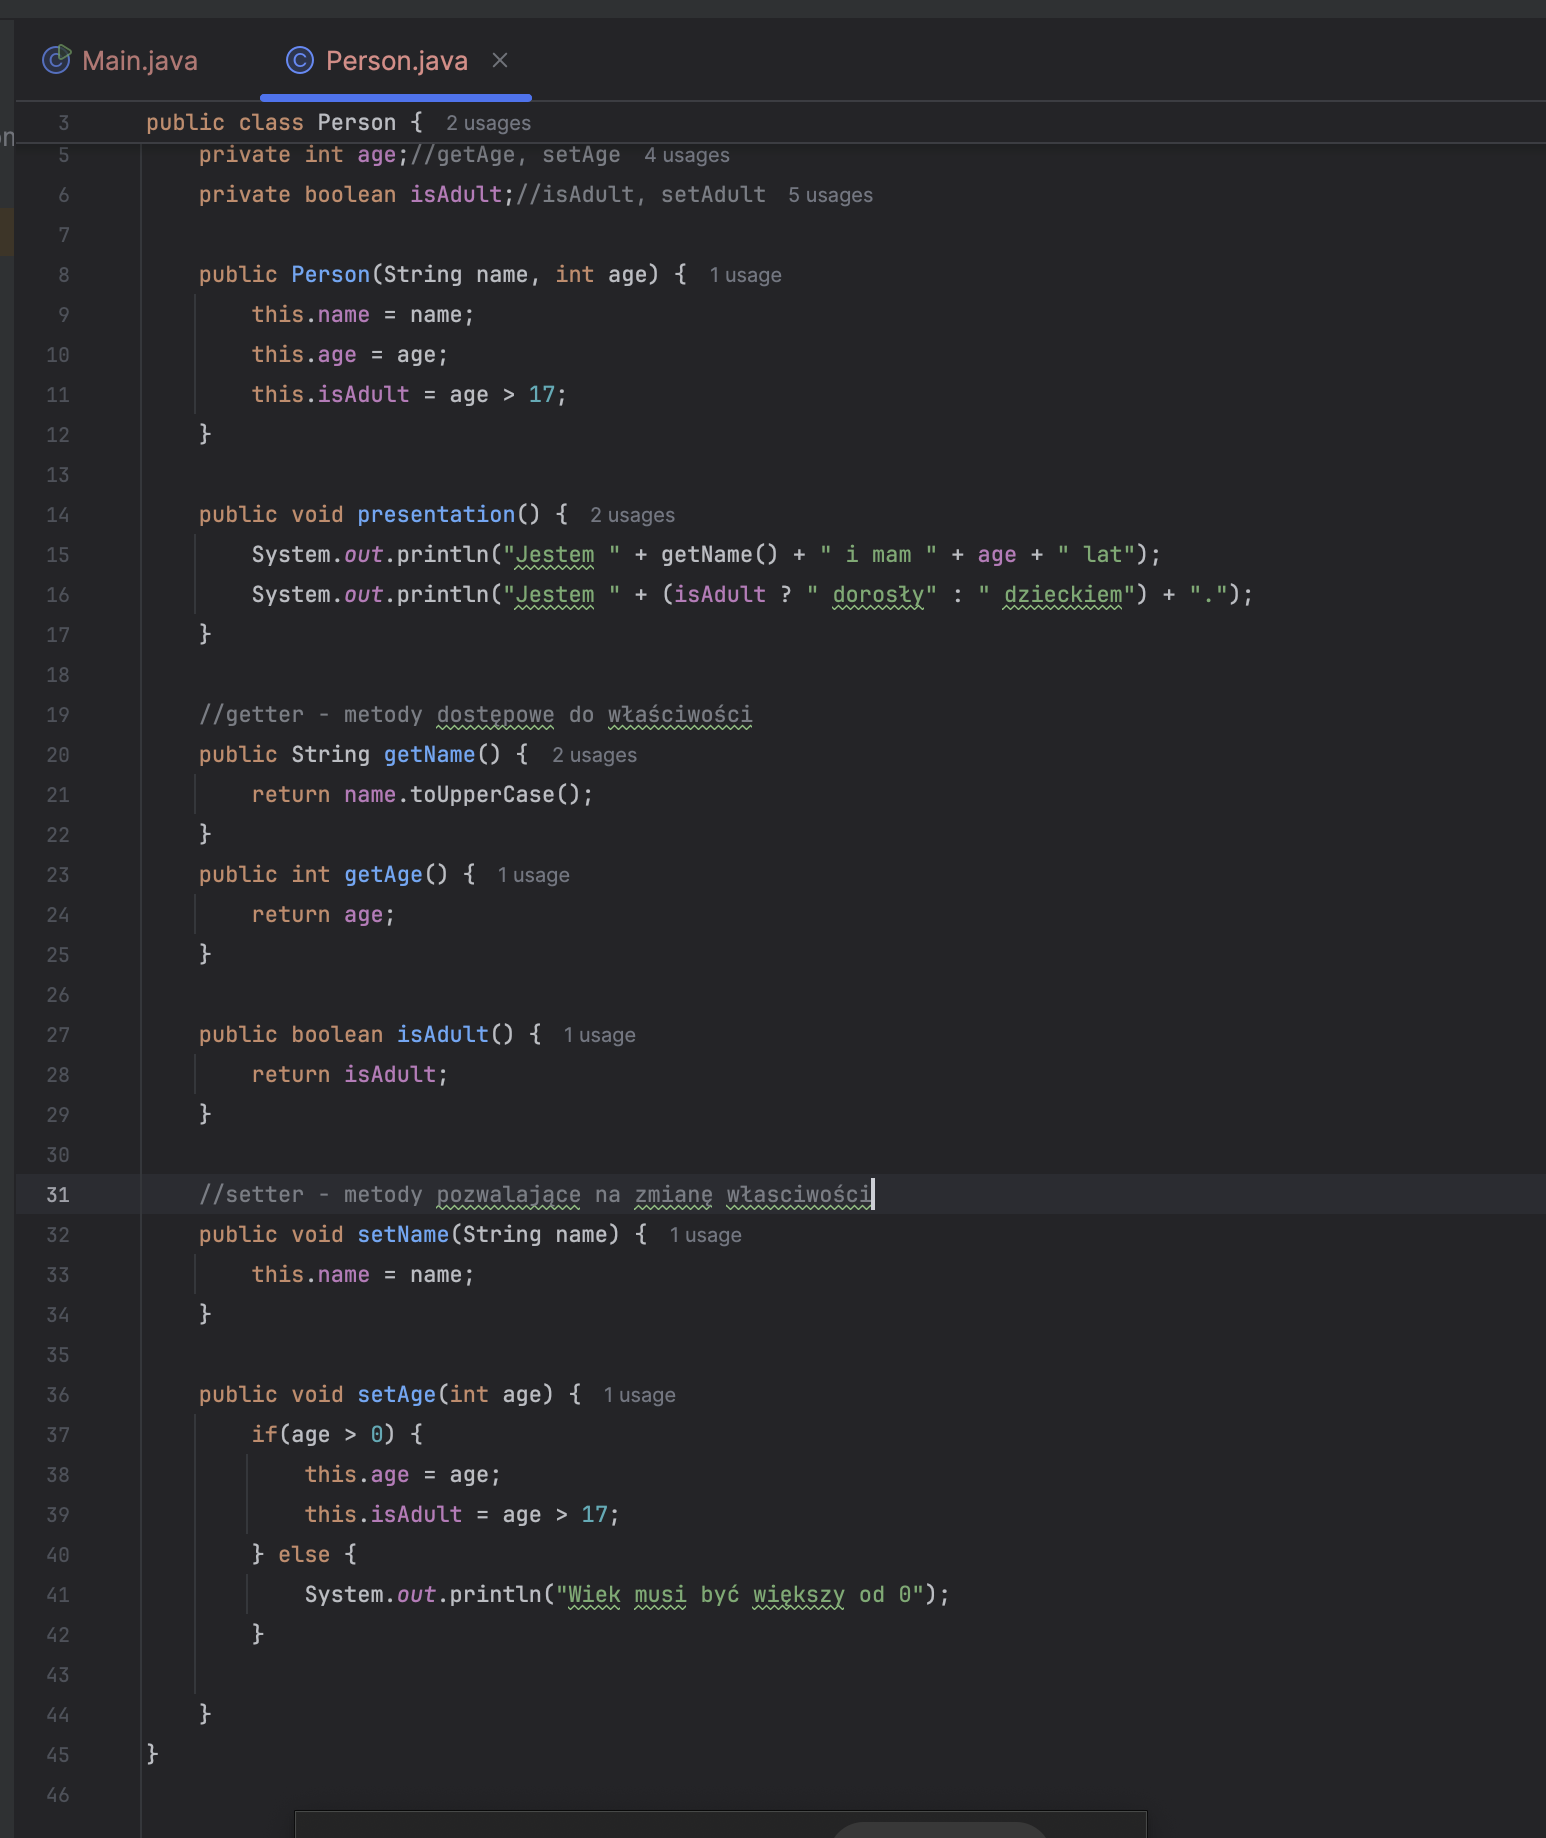 Main.java Person.java
3 public class Person { 2 usages
5 private int age;//getAge, setAge 4 usages
6 private boolean isAdult;//isAdult, setAdult 5 usages
7
8 public Person(String name, int age) { 1 usage
9 this.name = name;
10 this.age = age;
11 this.isAdult = age > 17;
12 }
13
14 public void presentation() { 2 usages
15 System.out.println("Jestem " + getName() + " i mam " + age + " lat");
16 System.out.println("Jestem " + (isAdult ? " dorosły" : " dzieckiem") + ".");
17 }
18
19 //getter - metody dostępowe do właściwości
20 public String getName() { 2 usages
21 return name.toUpperCase();
22 }
23 public int getAge() { 1 usage
24 return age;
25 }
26
27 public boolean isAdult() { 1 usage
28 return isAdult;
29 }
30
31 //setter - metody pozwalające na zmianę własciwości
32 public void setName(String name) { 1 usage
33 this.name = name;
34 }
35
36 public void setAge(int age) { 1 usage
37 if(age > 0) {
38 this.age = age;
39 this.isAdult = age > 17;
40 } else {
41 System.out.println("Wiek musi być większy od 0");
42 }
43
44 }
45 }
46